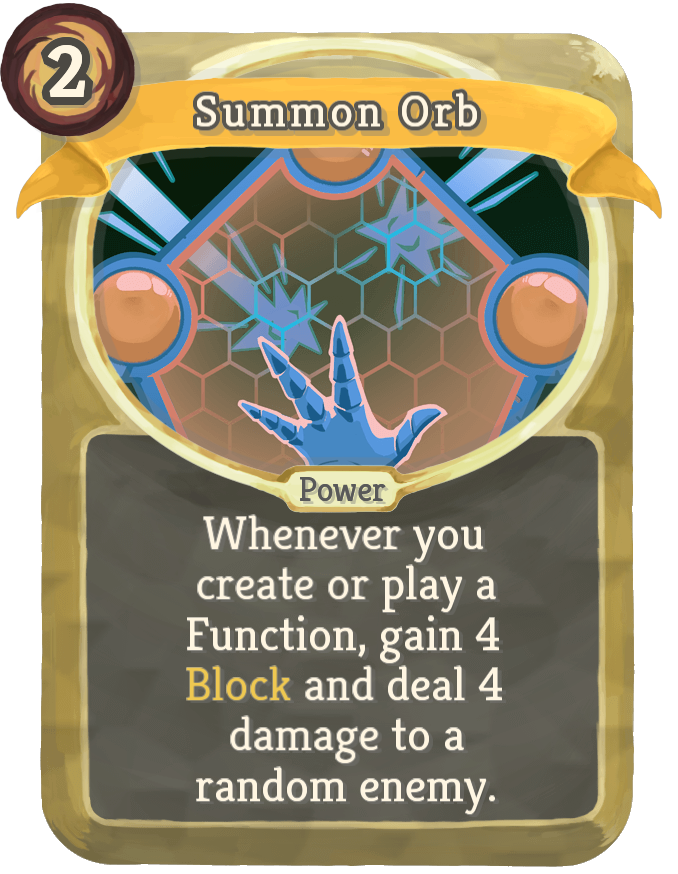 2
Summon Orb
Power
Whenever you
create or play a
Function, gain 4
Block and deal 4
damage to a
random enemy.